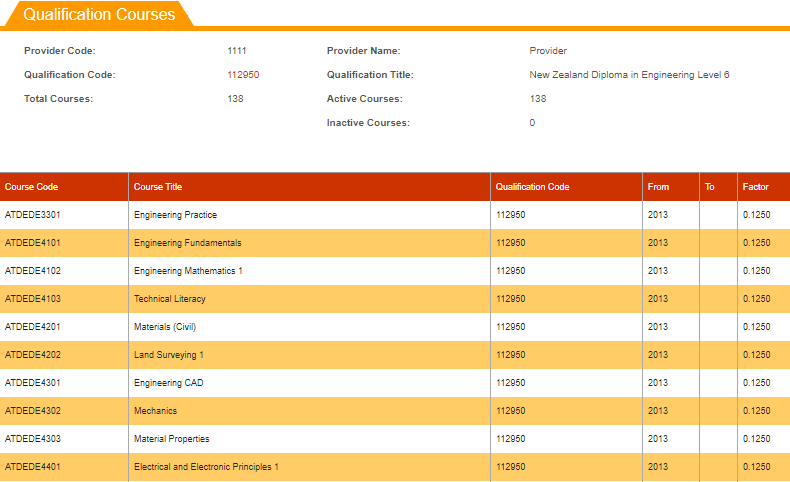 Qualification Courses
Provider Code: 1111 Provider Name: Provider
Qualification Code: 112950 Qualification Title: New Zealand Diploma in Engineering Level 6
Total Courses: 138 Active Courses: 138
Inactive Courses: 0
Course Code Course Title Qualification Code From To Factor
ATDEDE3301 Engineering Practice 112950 2013 0.1250
ATDEDE4101 Engineering Fundamentals 112950 2013 0.1250
ATDEDE4102 Engineering Mathematics 1 112950 2013 0.1250
ATDEDE4103 Technical Literacy 112950 2013 0.1250
ATDEDE4201 Materials (Civil) 112950 2013 0.1250
ATDEDE4202 Land Surveying 1 112950 2013 0.1250
ATDEDE4301 Engineering CAD 112950 2013 0.1250
ATDEDE4302 Mechanics 112950 2013 0.1250
ATDEDE4303 Material Properties 112950 2013 0.1250
ATDEDE4401 Electrical and Electronic Principles 1 112950 2013 0.1250